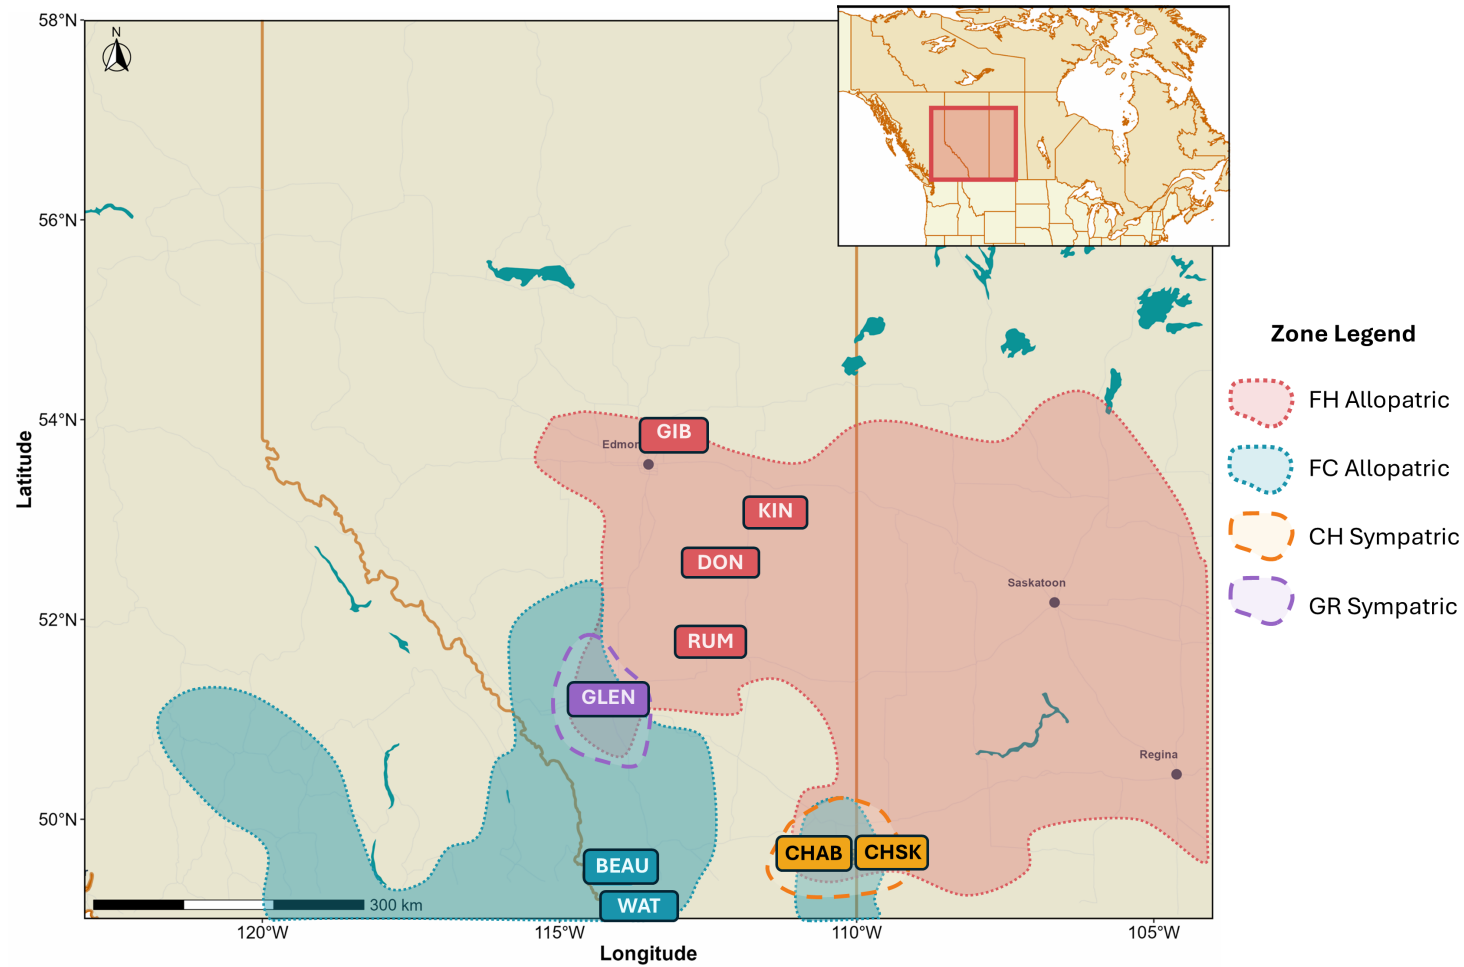 58°N
56°N
54°N
52°N
50°N
Latitude
N
GIB
Edmon
KIN
DON
Saskatoon
RUM
GLEN
Regina
CHAB
CHSK
BEAU
WAT
300 km
120°W
115°W
110°W
105°W
Longitude
Zone Legend
FH Allopatric
FC Allopatric
CH Sympatric
GR Sympatric